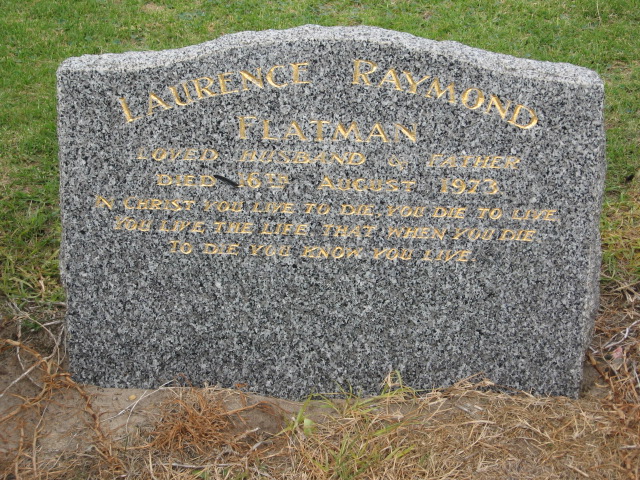 LAURENCE RAYMOND
FLATMAN
LOVED HUSBAND & FATHER
DIED 16TH AUGUST 1973
IN CHRIST YOU LIVE TO DIE, YOU DIE TO LIVE
YOU LIVE THE LIFE THAT WHEN YOU DIE,
TO DIE YOU KNOW YOU LIVE.